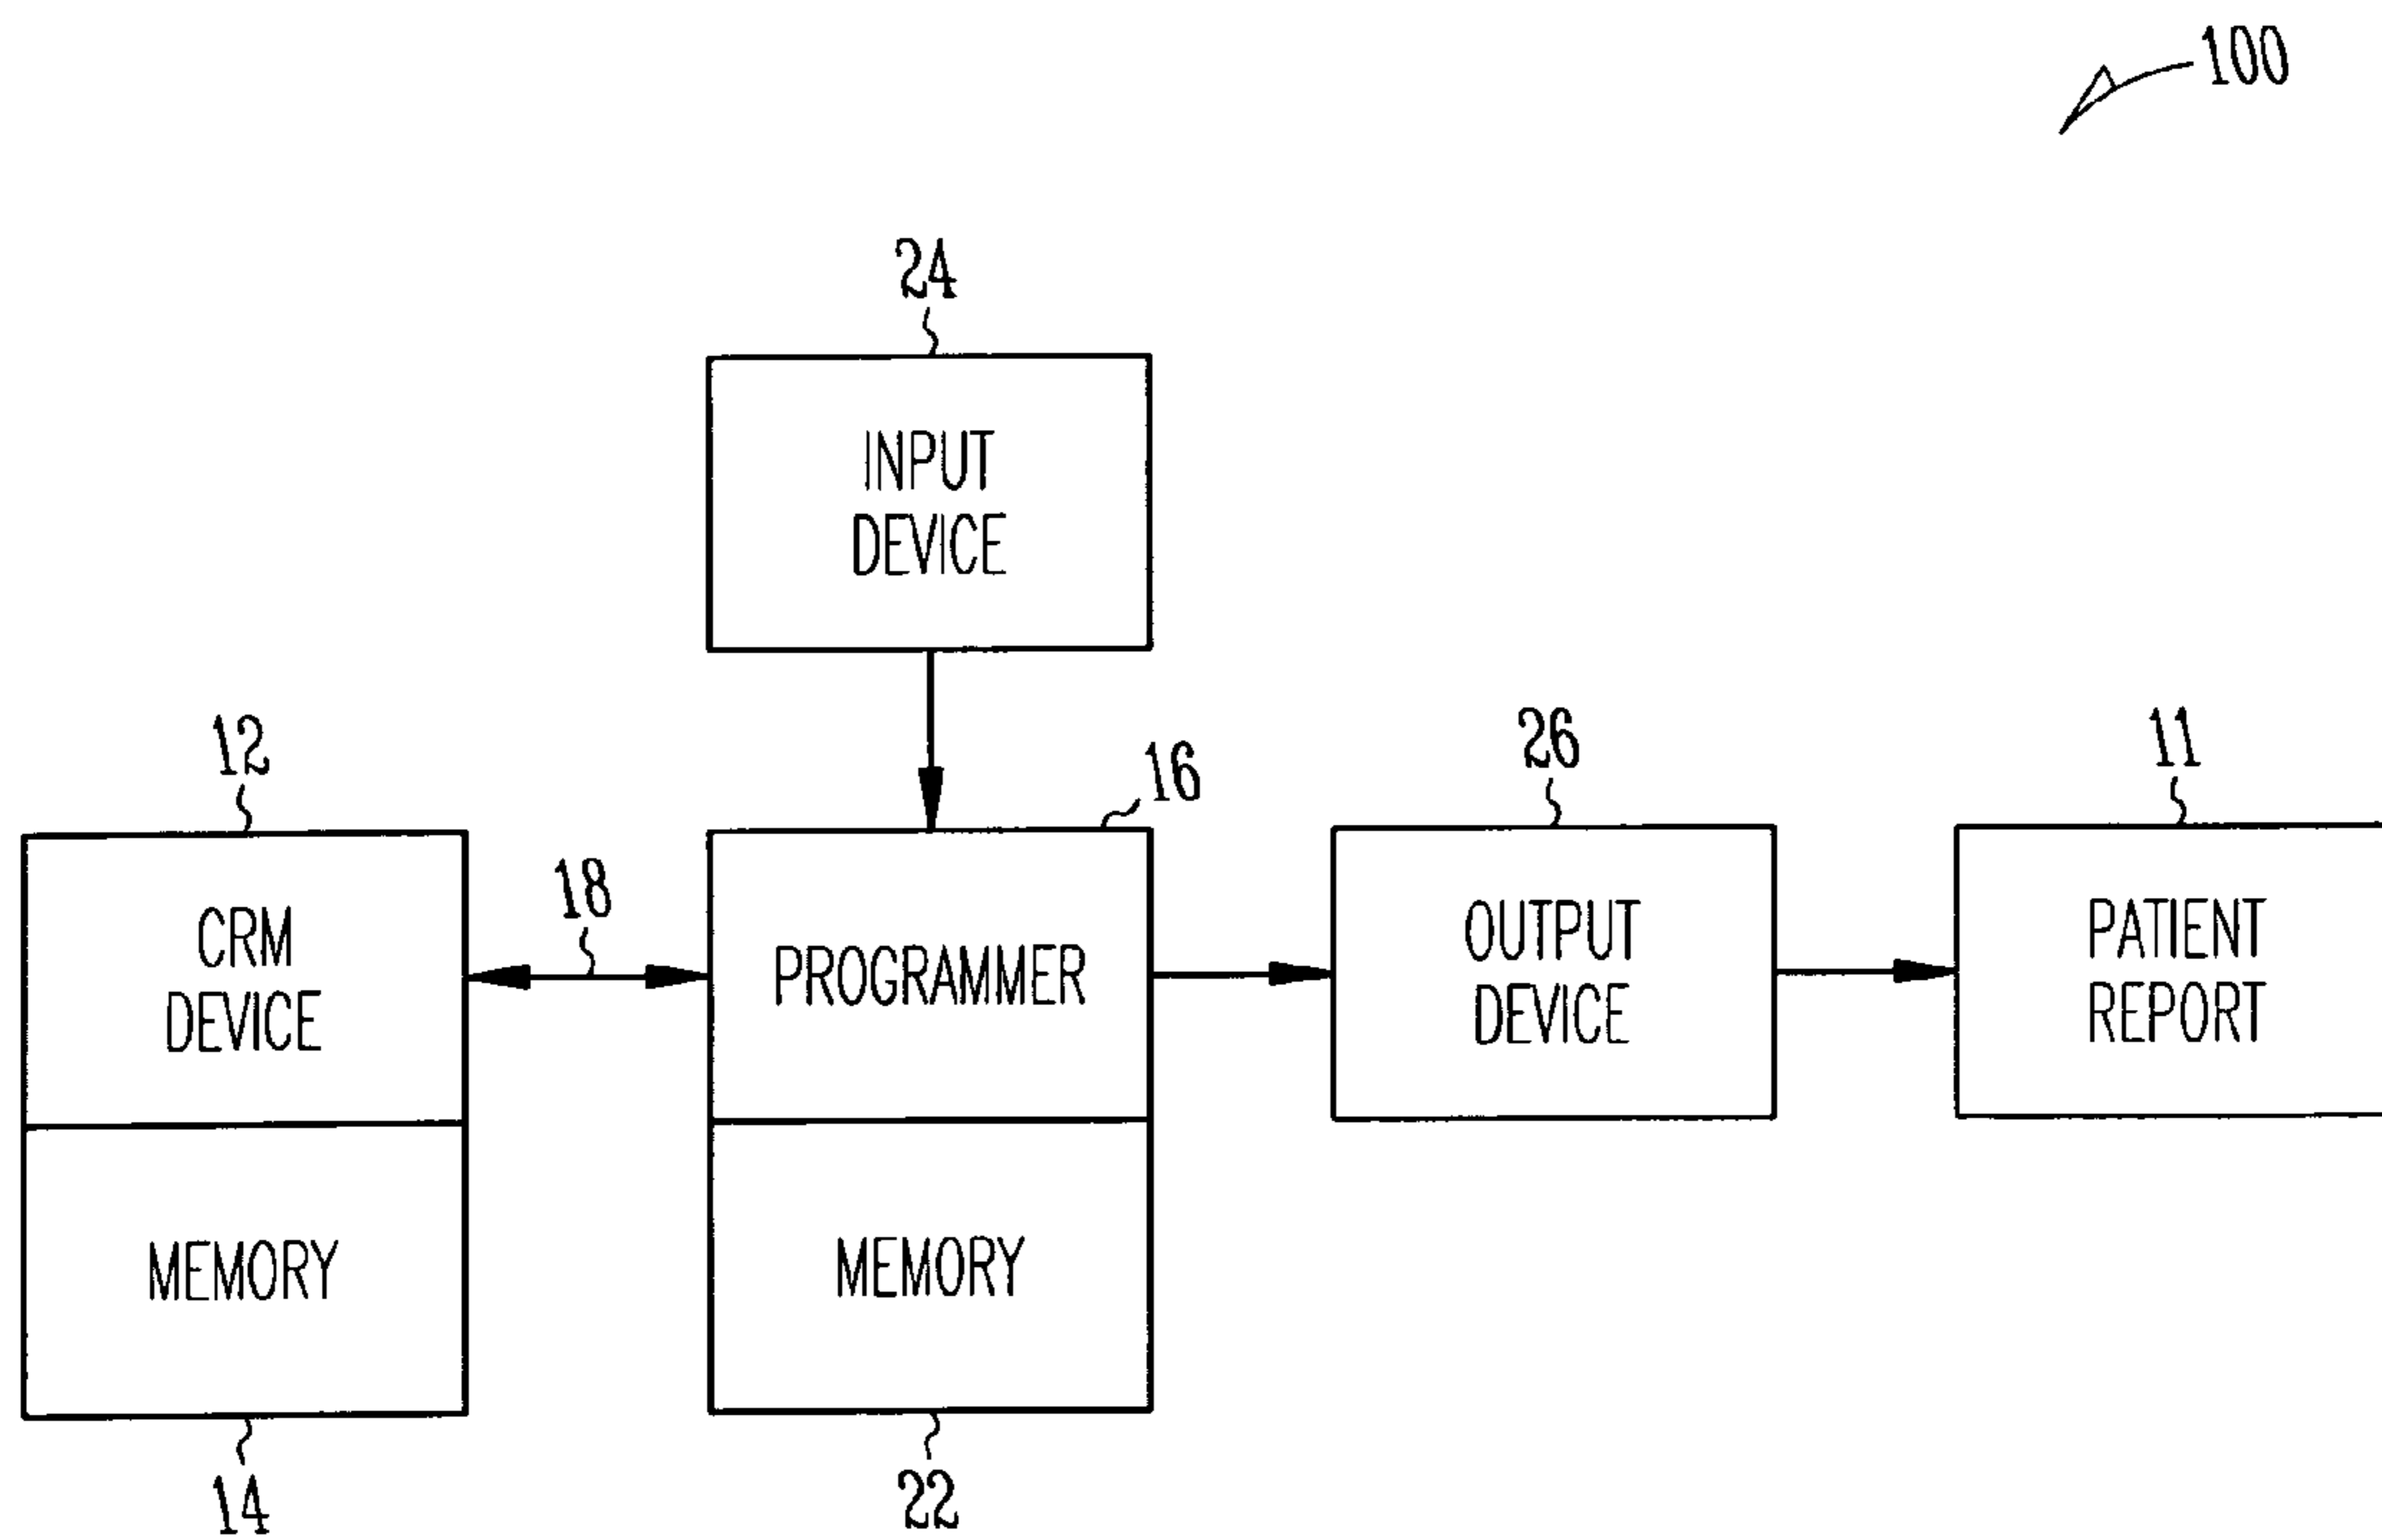 100
24
INPUT
DEVICE
12
18
16
26
11
CRM
DEVICE
PROGRAMMER
OUTPUT
DEVICE
PATIENT
REPORT
MEMORY
MEMORY
14
22